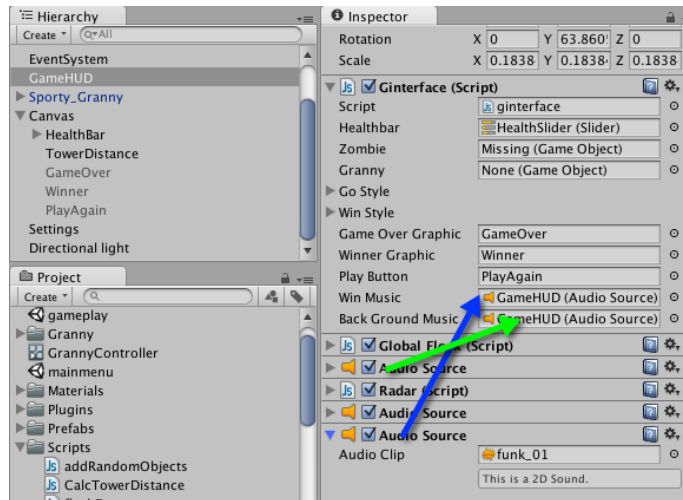 Hierarchy
Create
All
EventSystem
GameHUD
Sporty_Granny
Canvas
HealthBar
TowerDistance
GameOver
Winner
PlayAgain
Settings
Directional light
Project
Create
gameplay
Granny
GrannyController
mainmenu
Materials
Plugins
Prefabs
Scripts
addRandomObjects
CalcTowerDistance
Inspector
Rotation X 0 Y 63.860 Z 0
Scale X 0.1838 Y 0.1838 Z 0.1838
Ginterface (Script)
Script ginterface
Healthbar HealthSlider (Slider)
Zombie Missing (Game Object)
Granny None (Game Object)
Go Style
Win Style
Game Over Graphic GameOver
Winner Graphic Winner
Play Button PlayAgain
Win Music GameHUD (Audio Source)
Back Ground Music GameHUD (Audio Source)
Global Flock (Script)
Audio Source
Radar (Script)
Audio Source
Audio Source
Audio Clip funk_01
This is a 2D Sound.